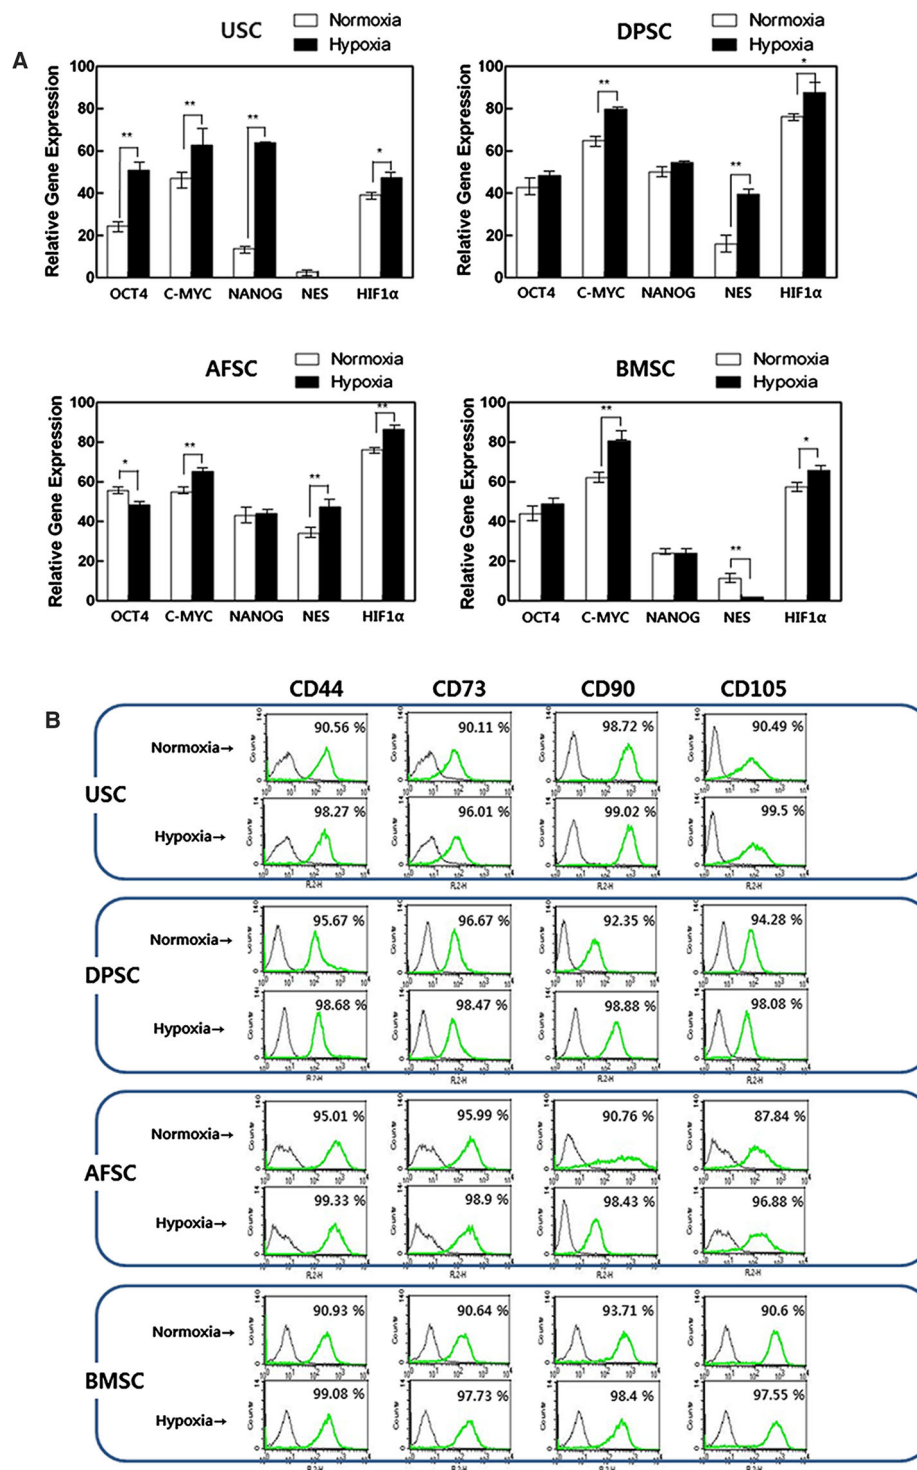 A
USC
Normoxia
Hypoxia
Relative Gene Expression
100
80
60
40
20
0
** ** ** *
OCT4 C-MYC NANOG NES HIF1α
DPSC
Normoxia
Hypoxia
Relative Gene Expression
100
80
60
40
20
0
** ** *
OCT4 C-MYC NANOG NES HIF1α
AFSC
Normoxia
Hypoxia
Relative Gene Expression
100
80
60
40
20
0
* ** ** **
OCT4 C-MYC NANOG NES HIF1α
BMSC
Normoxia
Hypoxia
Relative Gene Expression
100
80
60
40
20
0
** ** *
OCT4 C-MYC NANOG NES HIF1α
B
CD44 CD73 CD90 CD105
USC
Normoxia→ 90.56 % 90.11 % 98.72 % 90.49 %
Hypoxia→ 98.27 % 96.01 % 99.02 % 99.5 %
DPSC
Normoxia→ 95.67 % 96.67 % 92.35 % 94.28 %
Hypoxia→ 98.68 % 98.47 % 98.88 % 98.08 %
AFSC
Normoxia→ 95.01 % 95.99 % 90.76 % 87.84 %
Hypoxia→ 99.33 % 98.9 % 98.43 % 96.88 %
BMSC
Normoxia→ 90.93 % 90.64 % 93.71 % 90.6 %
Hypoxia→ 99.08 % 97.73 % 98.4 % 97.55 %